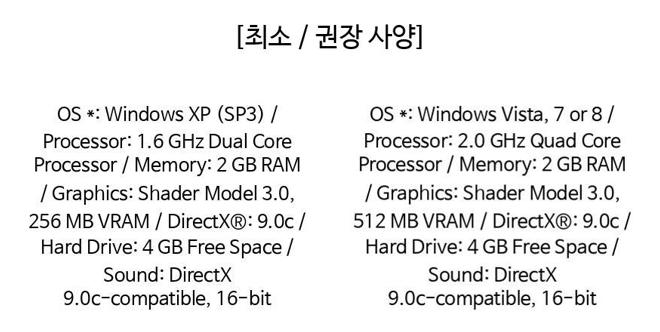 [최소 / 권장 사양]
OS *: Windows XP (SP3) /
Processor: 1.6 GHz Dual Core
Processor / Memory: 2 GB RAM
/ Graphics: Shader Model 3.0,
256 MB VRAM / DirectX®: 9.0c /
Hard Drive: 4 GB Free Space /
Sound: DirectX
9.0c-compatible, 16-bit
OS *: Windows Vista, 7 or 8 /
Processor: 2.0 GHz Quad Core
Processor / Memory: 2 GB RAM
/ Graphics: Shader Model 3.0,
512 MB VRAM / DirectX®: 9.0c /
Hard Drive: 4 GB Free Space /
Sound: DirectX
9.0c-compatible, 16-bit